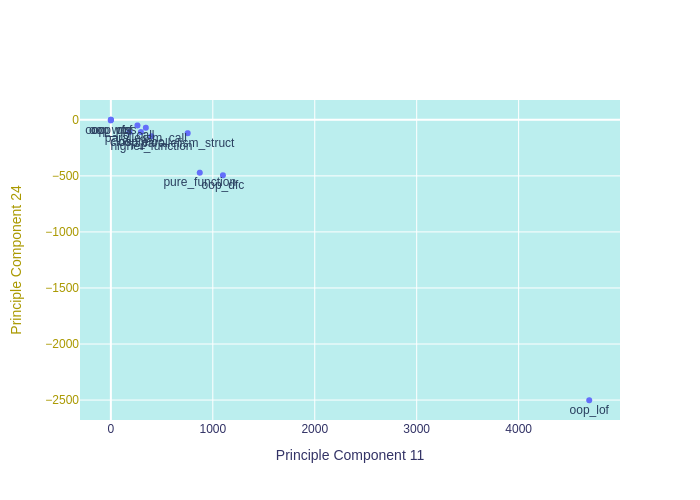 0
−500
−1000
−1500
−2000
−2500
Principle Component 24
higher_function
pure_function
oop_dfc
oop_lof
0
1000
2000
3000
4000
Principle Component 11